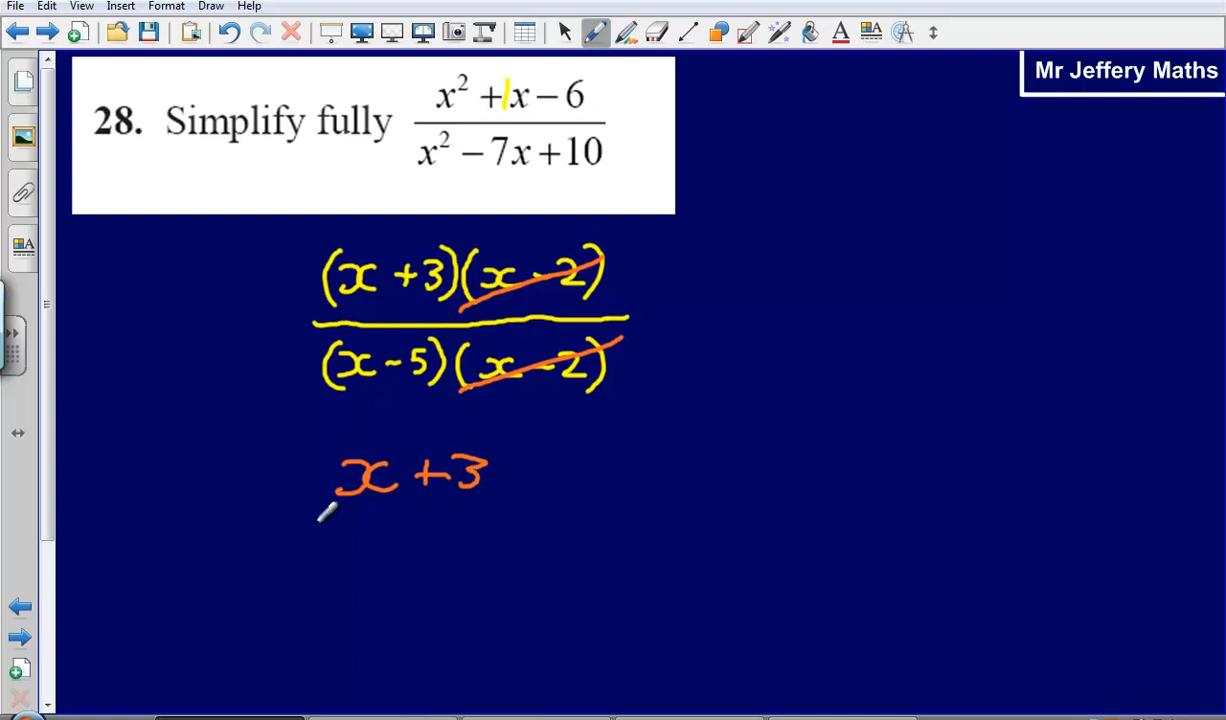 File Edit View Insert Format Draw Help
Mr Jeffery Maths
28. Simplify fully
x² + 1x − 6
x² − 7x + 10
(x + 3)(x − 2)
(x − 5)(x − 2)
x + 3